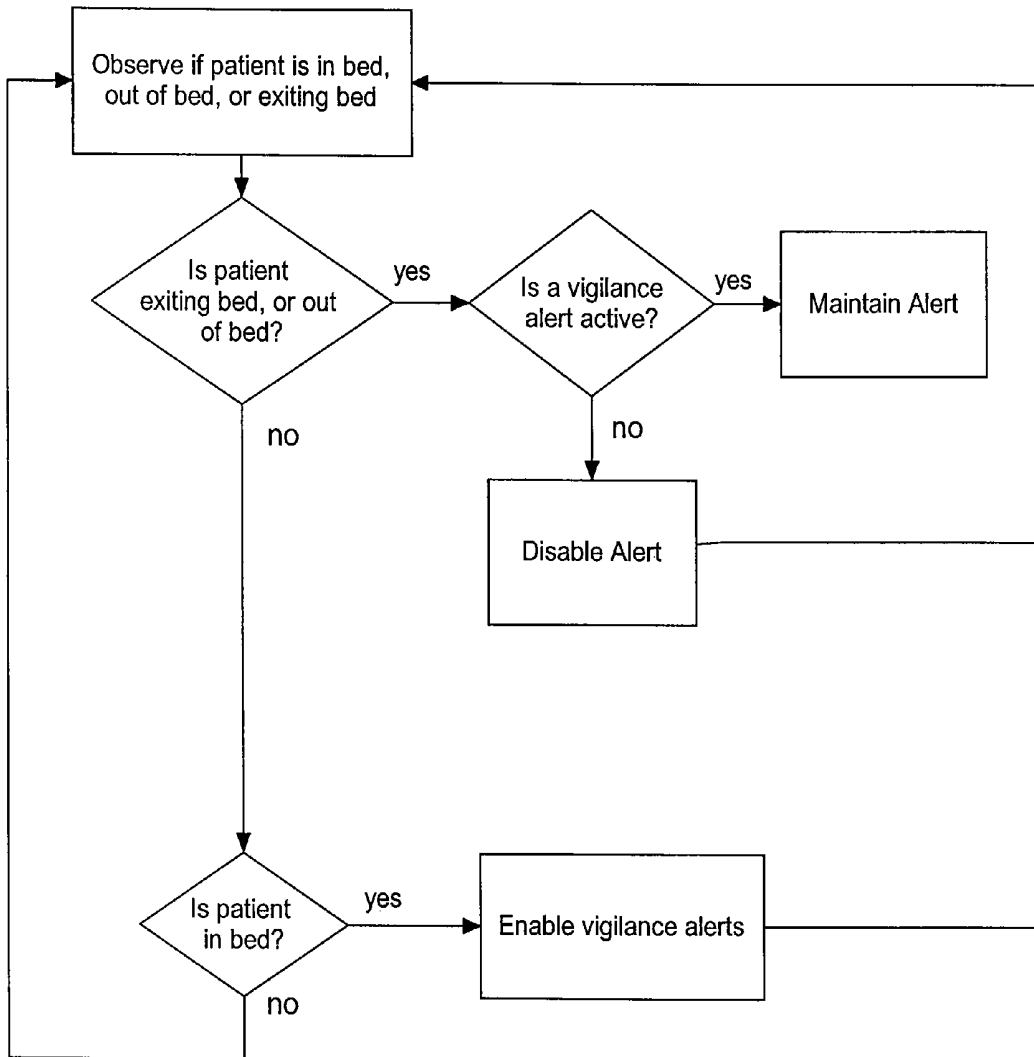 Observe if patient is in bed,
out of bed, or exiting bed
Is patient
exiting bed, or out
of bed?
yes
Is a vigilance
alert active?
yes
Maintain Alert
no
no
Disable Alert
Is patient
in bed?
yes
Enable vigilance alerts
no